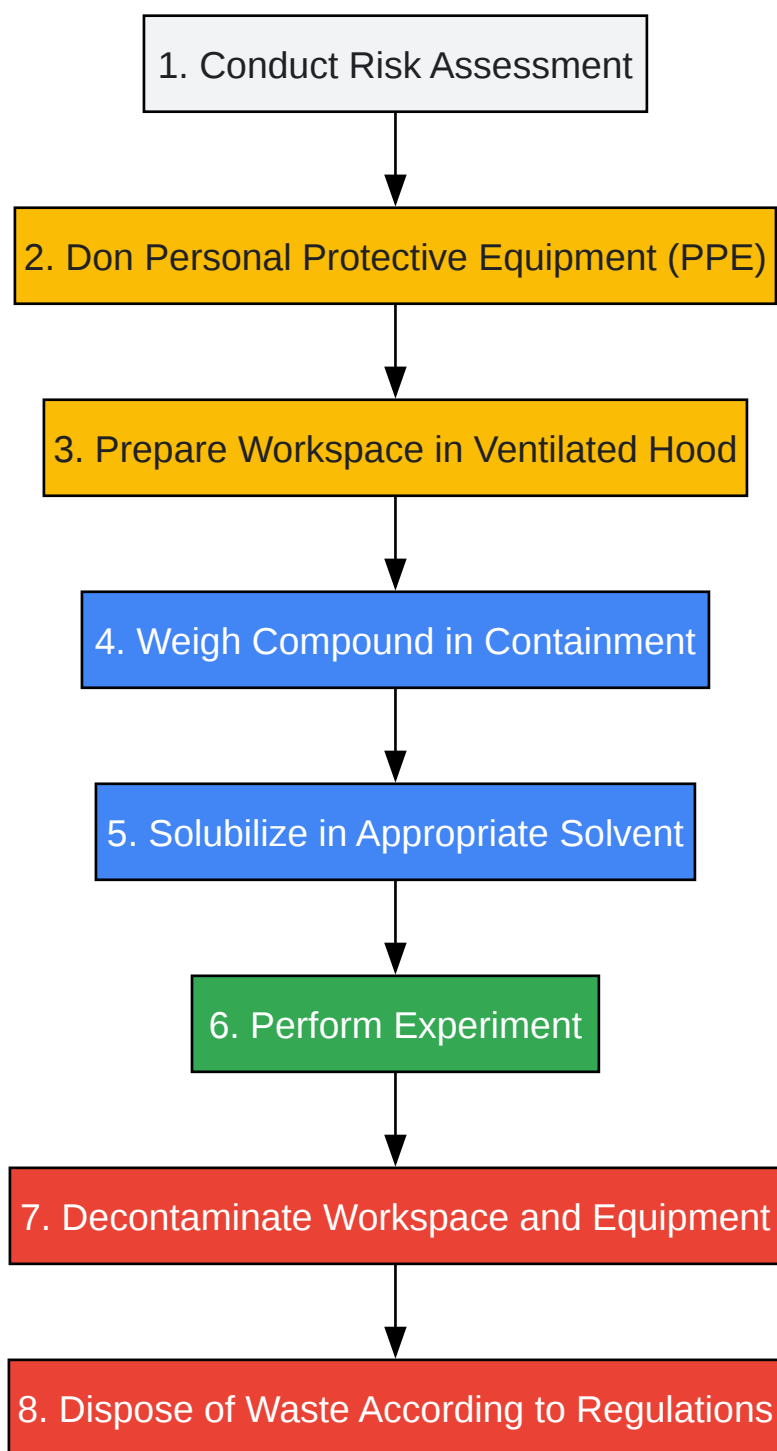 1. Conduct Risk Assessment
2. Don Personal Protective Equipment (PPE)
3. Prepare Workspace in Ventilated Hood
4. Weigh Compound in Containment
5. Solubilize in Appropriate Solvent
6. Perform Experiment
7. Decontaminate Workspace and Equipment
8. Dispose of Waste According to Regulations